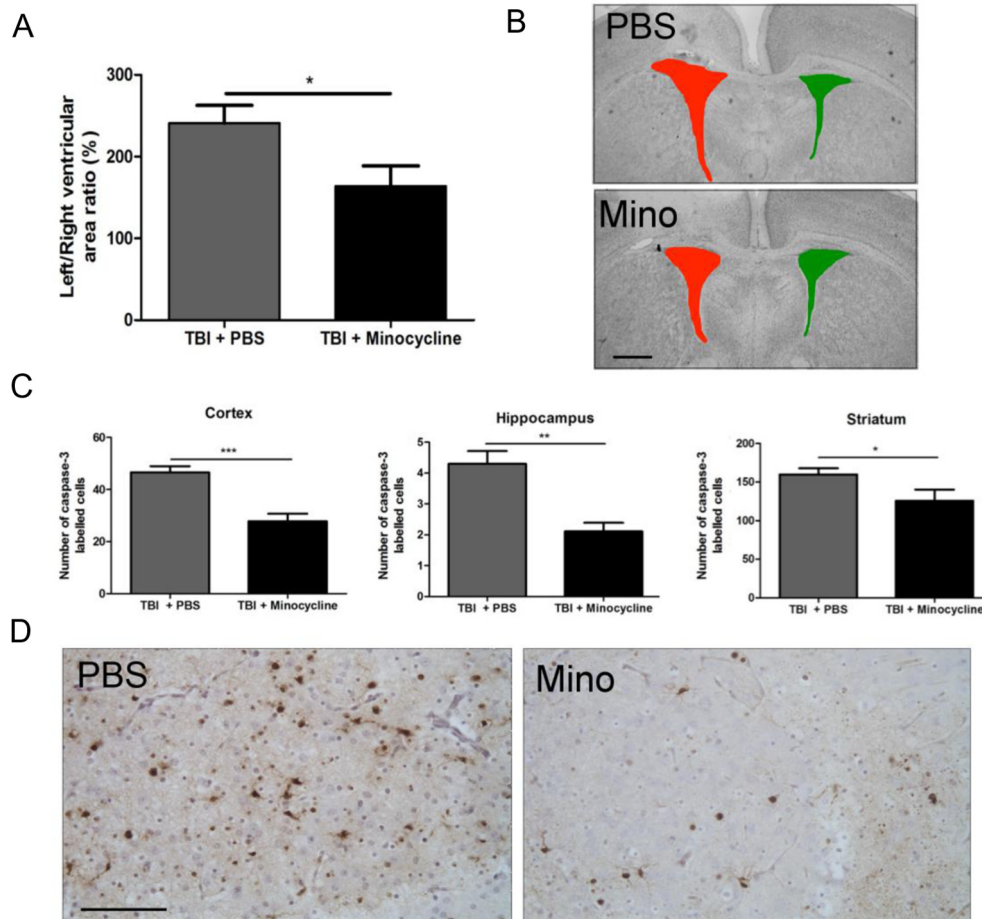 A
Left/Right ventricular
area ratio (%)
300
200
100
0
*
TBI + PBS
TBI + Minocycline
B
PBS
Mino
C
Cortex
Number of caspase-3
labelled cells
60
40
20
0
***
TBI + PBS
TBI + Minocycline
Hippocampus
Number of caspase-3
labelled cells
5
4
3
2
1
0
**
TBI + PBS
TBI + Minocycline
Striatum
Number of caspase-3
labelled cells
200
150
100
50
0
*
TBI + PBS
TBI + Minocycline
D
PBS
Mino